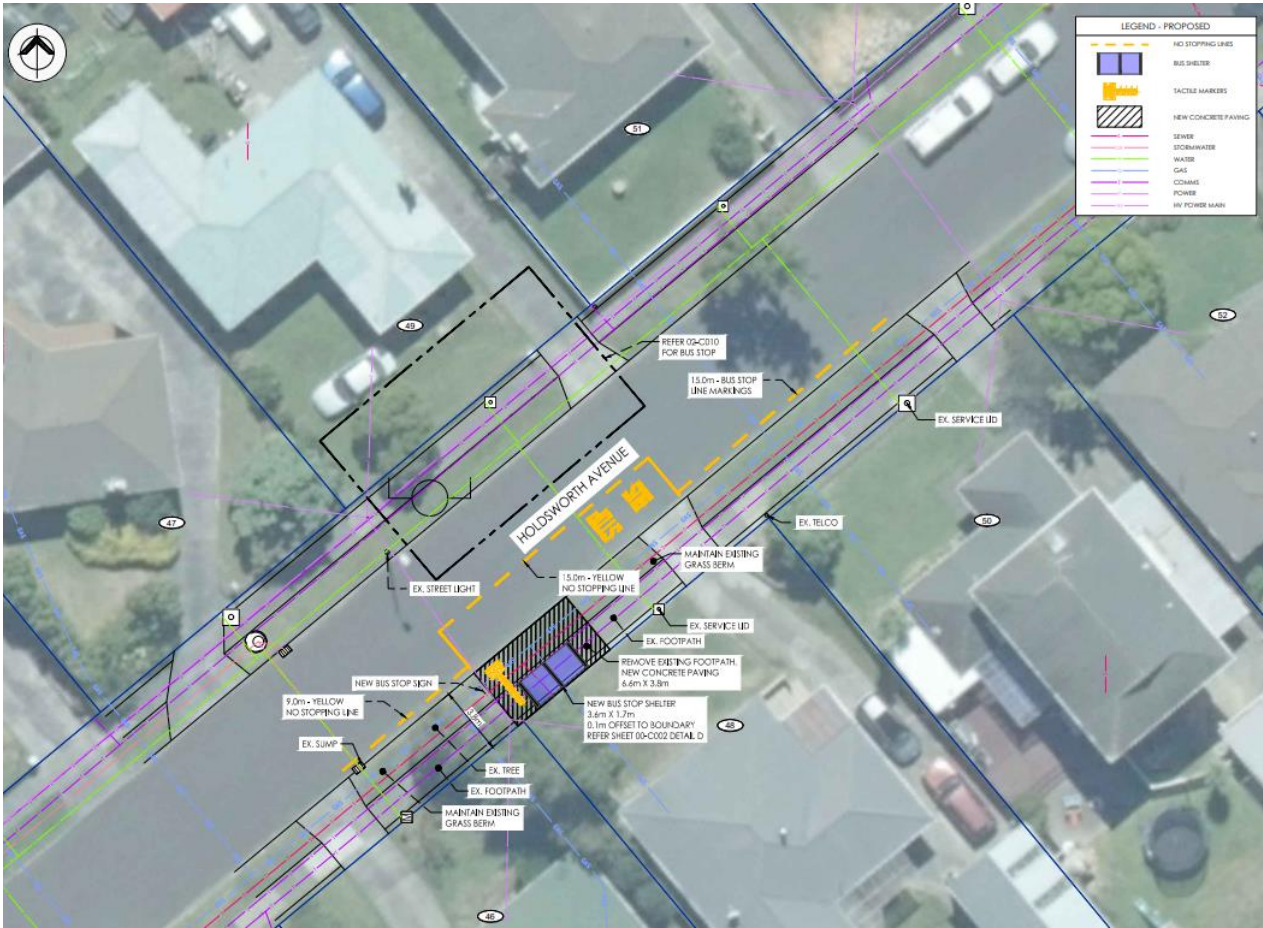 LEGEND - PROPOSED
NO STOPPING LINES
BUS SHELTER
TACTILE MARKERS
NEW CONCRETE PAVING
SEWER
STORMWATER
WATER
GAS
COMMS
POWER
HV POWER MAIN
51
52
49
REFER 02-C010
FOR BUS STOP
15.0m - BUS STOP
LINE MARKINGS
EX. SERVICE LID
HOLDSWORTH AVENUE
BUS
STOP
47
50
EX. TELCO
MAINTAIN EXISTING
GRASS BERM
15.0m - YELLOW
NO STOPPING LINE
EX. STREET LIGHT
EX. SERVICE LID
EX. FOOTPATH
REMOVE EXISTING FOOTPATH.
NEW CONCRETE PAVING
6.6m X 3.8m
NEW BUS STOP SIGN
9.0m - YELLOW
NO STOPPING LINE
NEW BUS STOP SHELTER
3.6m X 1.7m
0.1m OFFSET TO BOUNDARY
REFER SHEET 00-C002 DETAIL D
48
EX. SUMP
EX. TREE
EX. FOOTPATH
MAINTAIN EXISTING
GRASS BERM
46
GAS
GAS
GAS